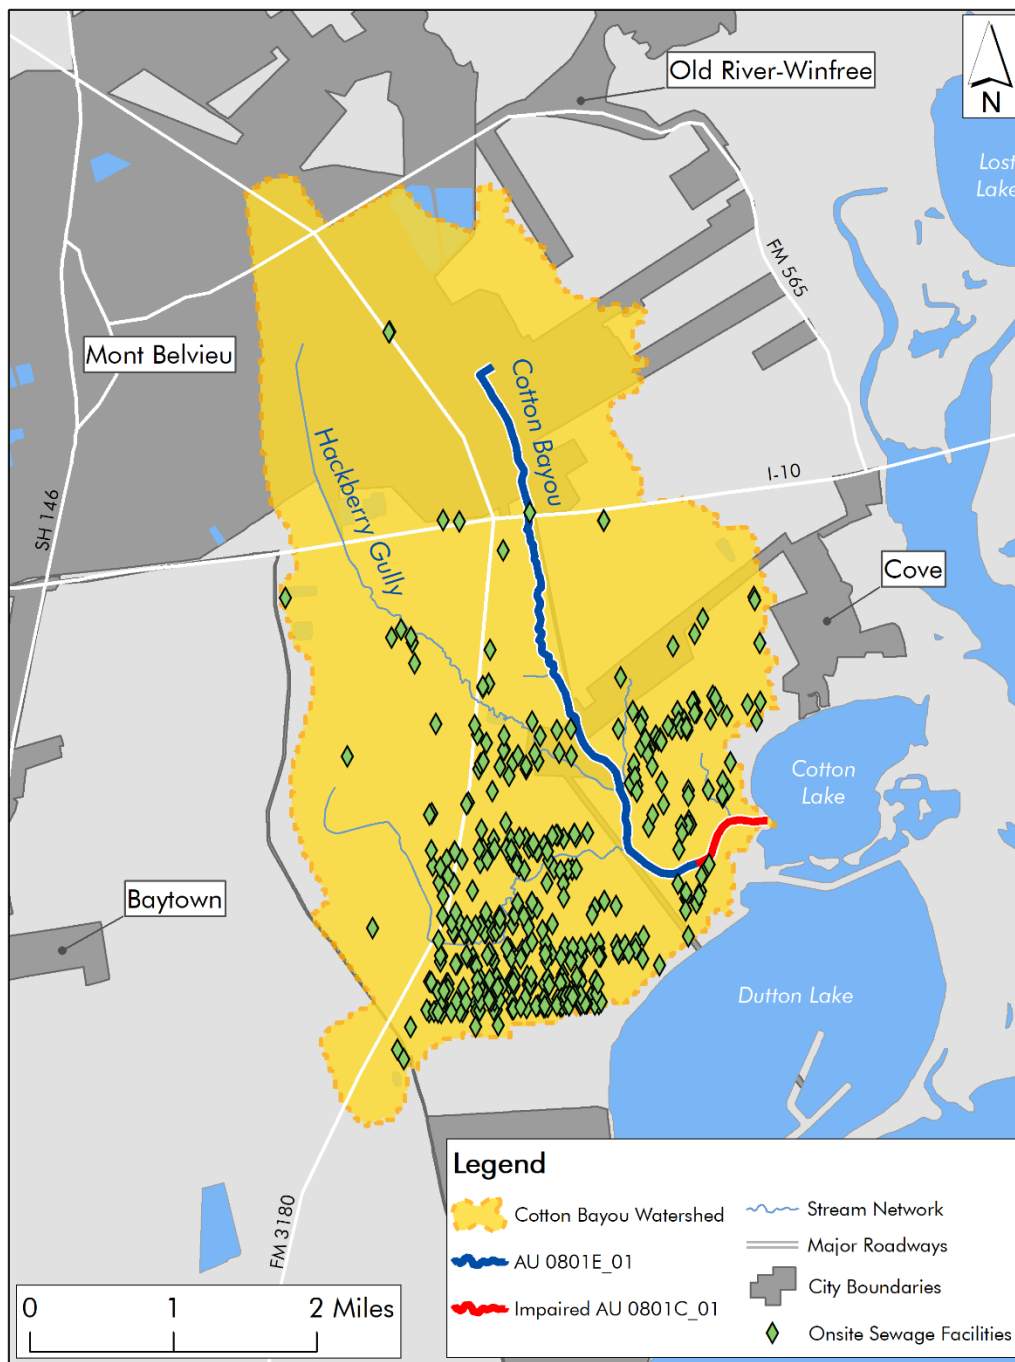 Old River-Winfree
N
Lost
Lake
FM 565
Mont Belvieu
Cotton Bayou
Hackberry Gully
I-10
SH 146
Cove
Cotton
Lake
Baytown
Dutton Lake
FM 3180
Legend
Cotton Bayou Watershed
AU 0801E_01
Impaired AU 0801C_01
Stream Network
Major Roadways
City Boundaries
Onsite Sewage Facilities
0 1 2 Miles